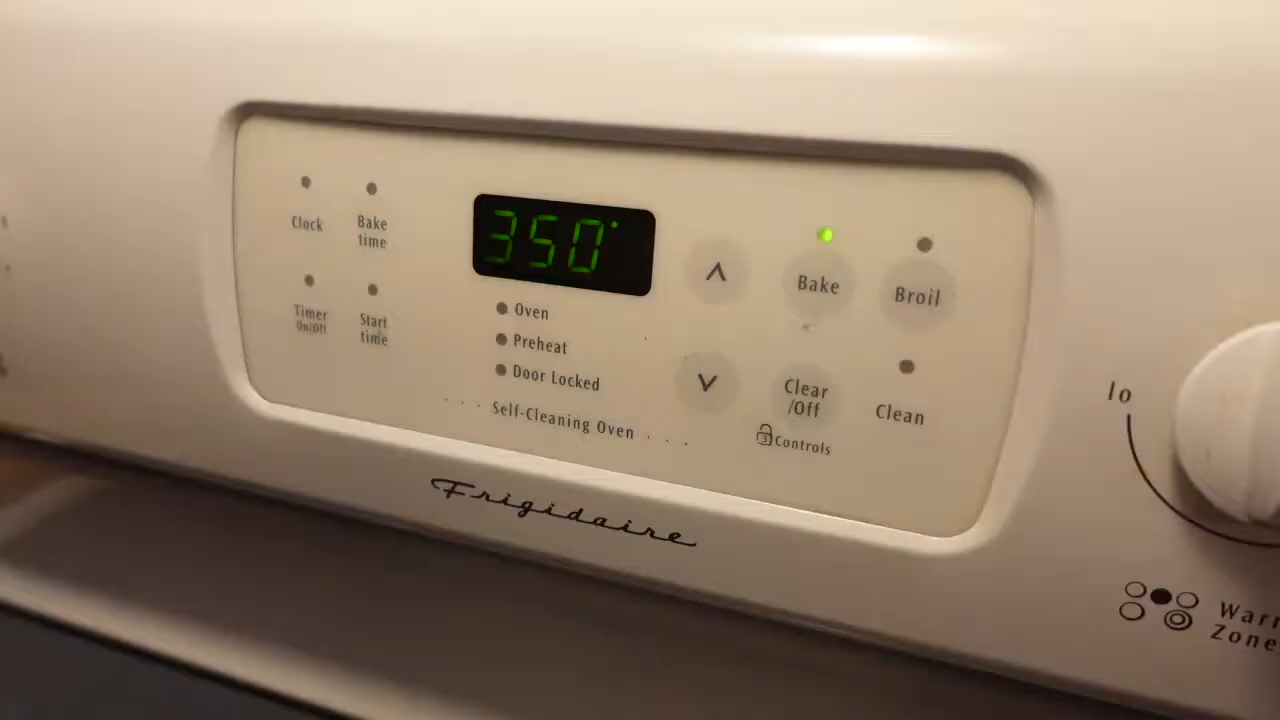 Clock
Bake
time
Timer
On/Off
Start
time
350°
Oven
Preheat
Door Locked
Self-Cleaning Oven
Bake
Broil
Clear
/Off
3 Controls
Clean
Frigidaire
lo
Zone